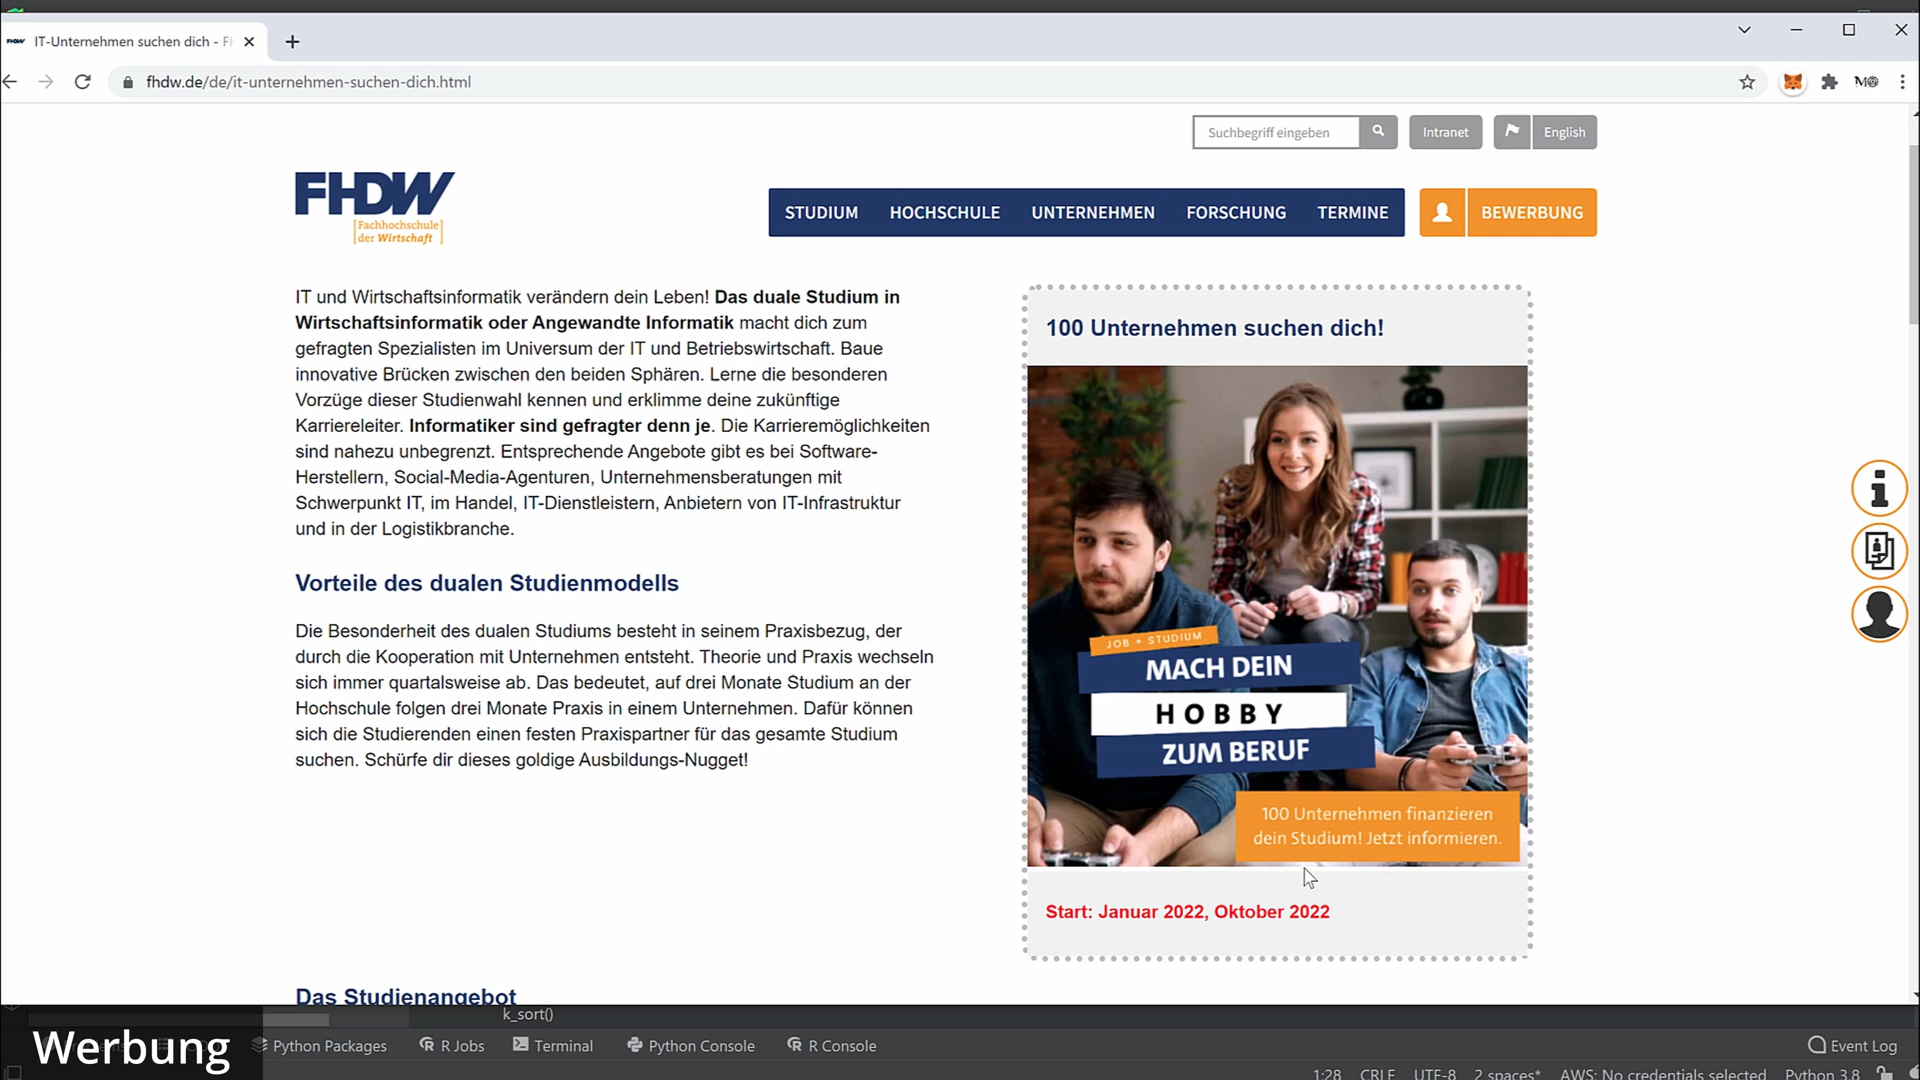 IT-Unternehmen suchen dich - FH
fhdw.de/de/it-unternehmen-suchen-dich.html
Suchbegriff eingeben
Intranet
English
FHDW
Fachhochschule
der Wirtschaft
STUDIUM
HOCHSCHULE
UNTERNEHMEN
FORSCHUNG
TERMINE
BEWERBUNG
IT und Wirtschaftsinformatik verändern dein Leben! Das duale Studium in
Wirtschaftsinformatik oder Angewandte Informatik macht dich zum
gefragten Spezialisten im Universum der IT und Betriebswirtschaft. Baue
innovative Brücken zwischen den beiden Sphären. Lerne die besonderen
Vorzüge dieser Studienwahl kennen und erklimme deine zukünftige
Karriereleiter. Informatiker sind gefragter denn je. Die Karrieremöglichkeiten
sind nahezu unbegrenzt. Entsprechende Angebote gibt es bei Software-
Herstellern, Social-Media-Agenturen, Unternehmensberatungen mit
Schwerpunkt IT, im Handel, IT-Dienstleistern, Anbietern von IT-Infrastruktur
und in der Logistikbranche.
Vorteile des dualen Studienmodells
Die Besonderheit des dualen Studiums besteht in seinem Praxisbezug, der
durch die Kooperation mit Unternehmen entsteht. Theorie und Praxis wechseln
sich immer quartalsweise ab. Das bedeutet, auf drei Monate Studium an der
Hochschule folgen drei Monate Praxis in einem Unternehmen. Dafür können
sich die Studierenden einen festen Praxispartner für das gesamte Studium
suchen. Schürfe dir dieses goldige Ausbildungs-Nugget!
100 Unternehmen suchen dich!
JOB + STUDIUM
MACH DEIN
HOBBY
ZUM BERUF
100 Unternehmen finanzieren
dein Studium! Jetzt informieren.
Start: Januar 2022, Oktober 2022
Das Studienangebot
k_sort()
Werbung
Python Packages
R Jobs
Terminal
Python Console
R Console
Event Log
1:28
CRLF
UTF-8
2 spaces*
AWS: No credentials selected
Python 3.8